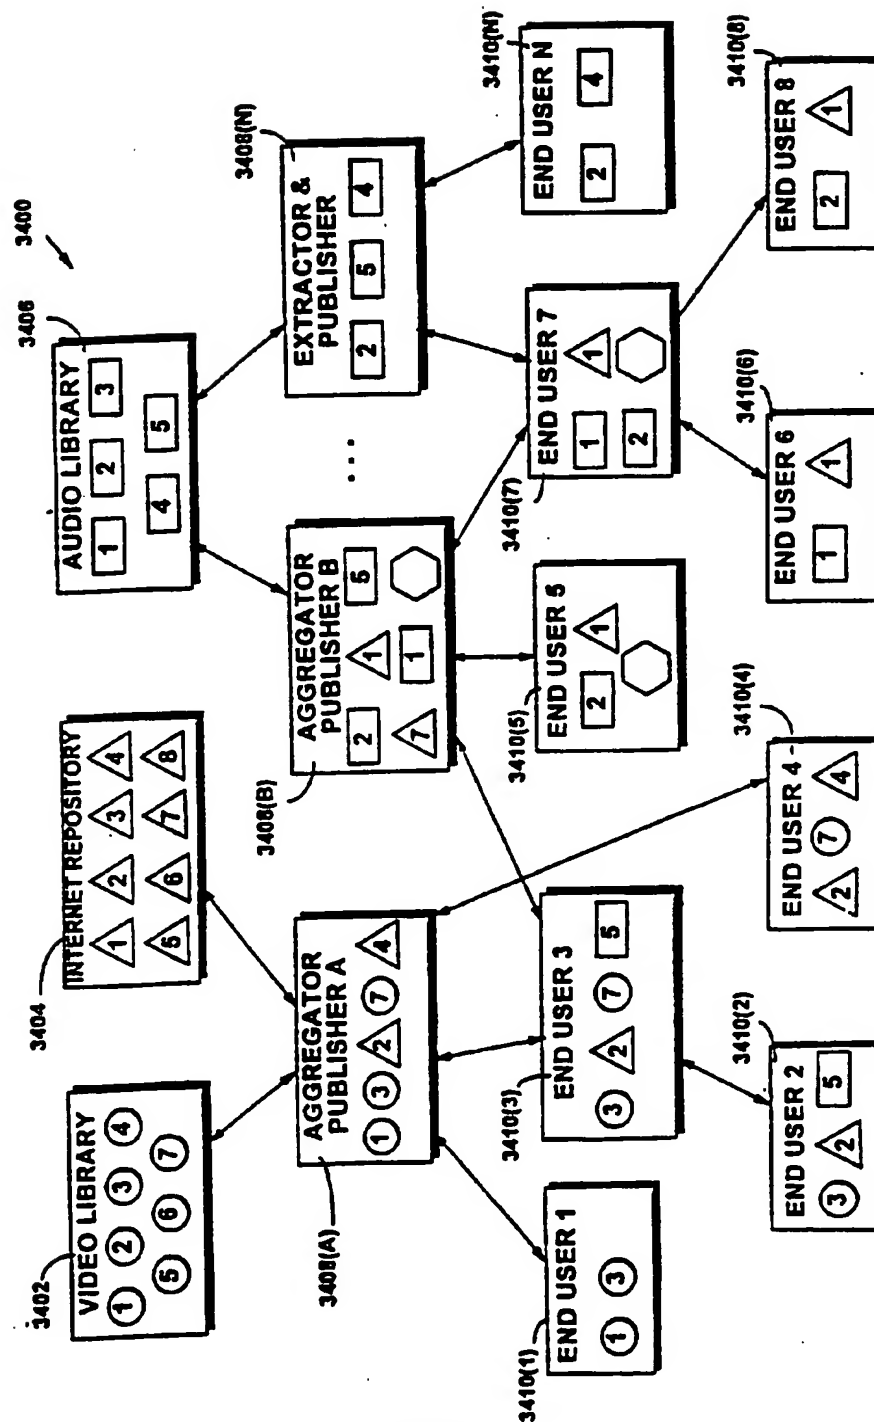 3400
3402
VIDEO LIBRARY
1 2 3 4
5 6 7
3404
INTERNET REPOSITORY
1 2 3 4
5 6 7 8
3406
AUDIO LIBRARY
1 2 3
4 5
3408(A)
AGGREGATOR
PUBLISHER A
1 3 2 7 4
3408(B)
AGGREGATOR
PUBLISHER B
2 1 5
7 1
...
3408(N)
EXTRACTOR &
PUBLISHER
2 5 4
3410(1)
END USER 1
1 3
3410(3)
END USER 3
3 2 7 5
3410(5)
END USER 5
2 1
3410(7)
END USER 7
1 1
2
3410(N)
END USER N
2 4
3410(2)
END USER 2
3 2 5
3410(4)
END USER 4
2 7 4
3410(6)
END USER 6
1 1
3410(8)
END USER 8
2 1